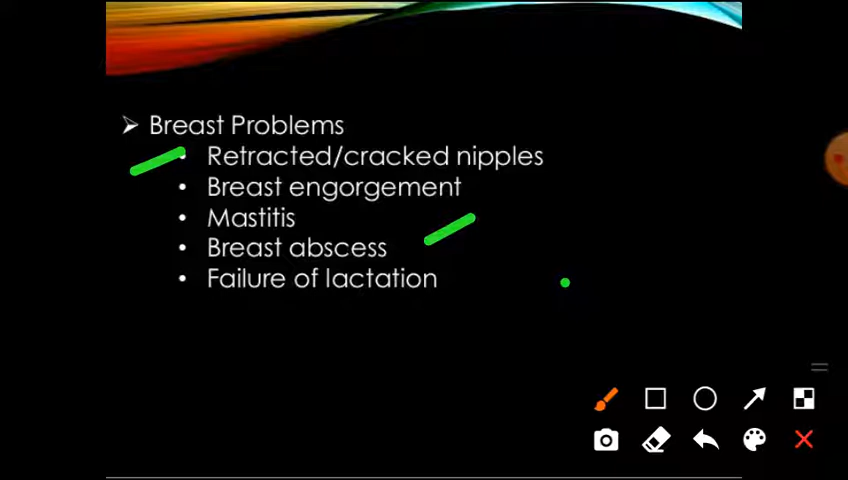 Breast Problems
Retracted/cracked nipples
Breast engorgement
Mastitis
Breast abscess
Failure of lactation